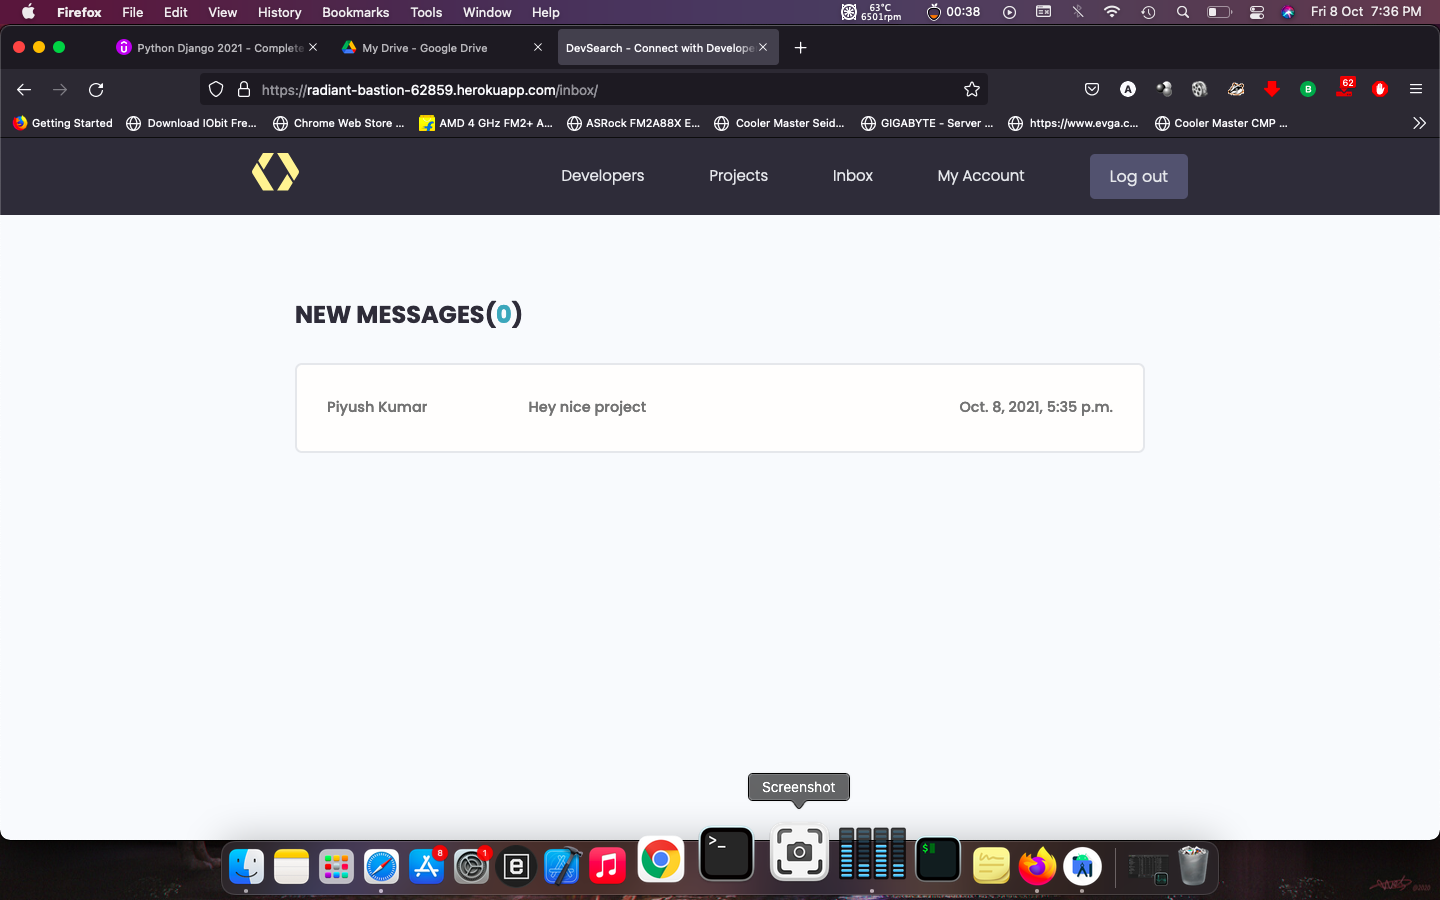 Firefox File Edit View History Bookmarks Tools Window Help 63°C 6501rpm 00:38 Fri 8 Oct 7:36 PM
Python Django 2021 - Complete My Drive - Google Drive DevSearch - Connect with Develope
https://radiant-bastion-62859.herokuapp.com/inbox/ A B 62
Getting Started Download IObit Fre... Chrome Web Store ... AMD 4 GHz FM2+ A... ASRock FM2A88X E... Cooler Master Seid... GIGABYTE - Server ... https://www.evga.c... Cooler Master CMP ...
Developers Projects Inbox My Account Log out
NEW MESSAGES(0)
Piyush Kumar Hey nice project Oct. 8, 2021, 5:35 p.m.
Screenshot
8 1